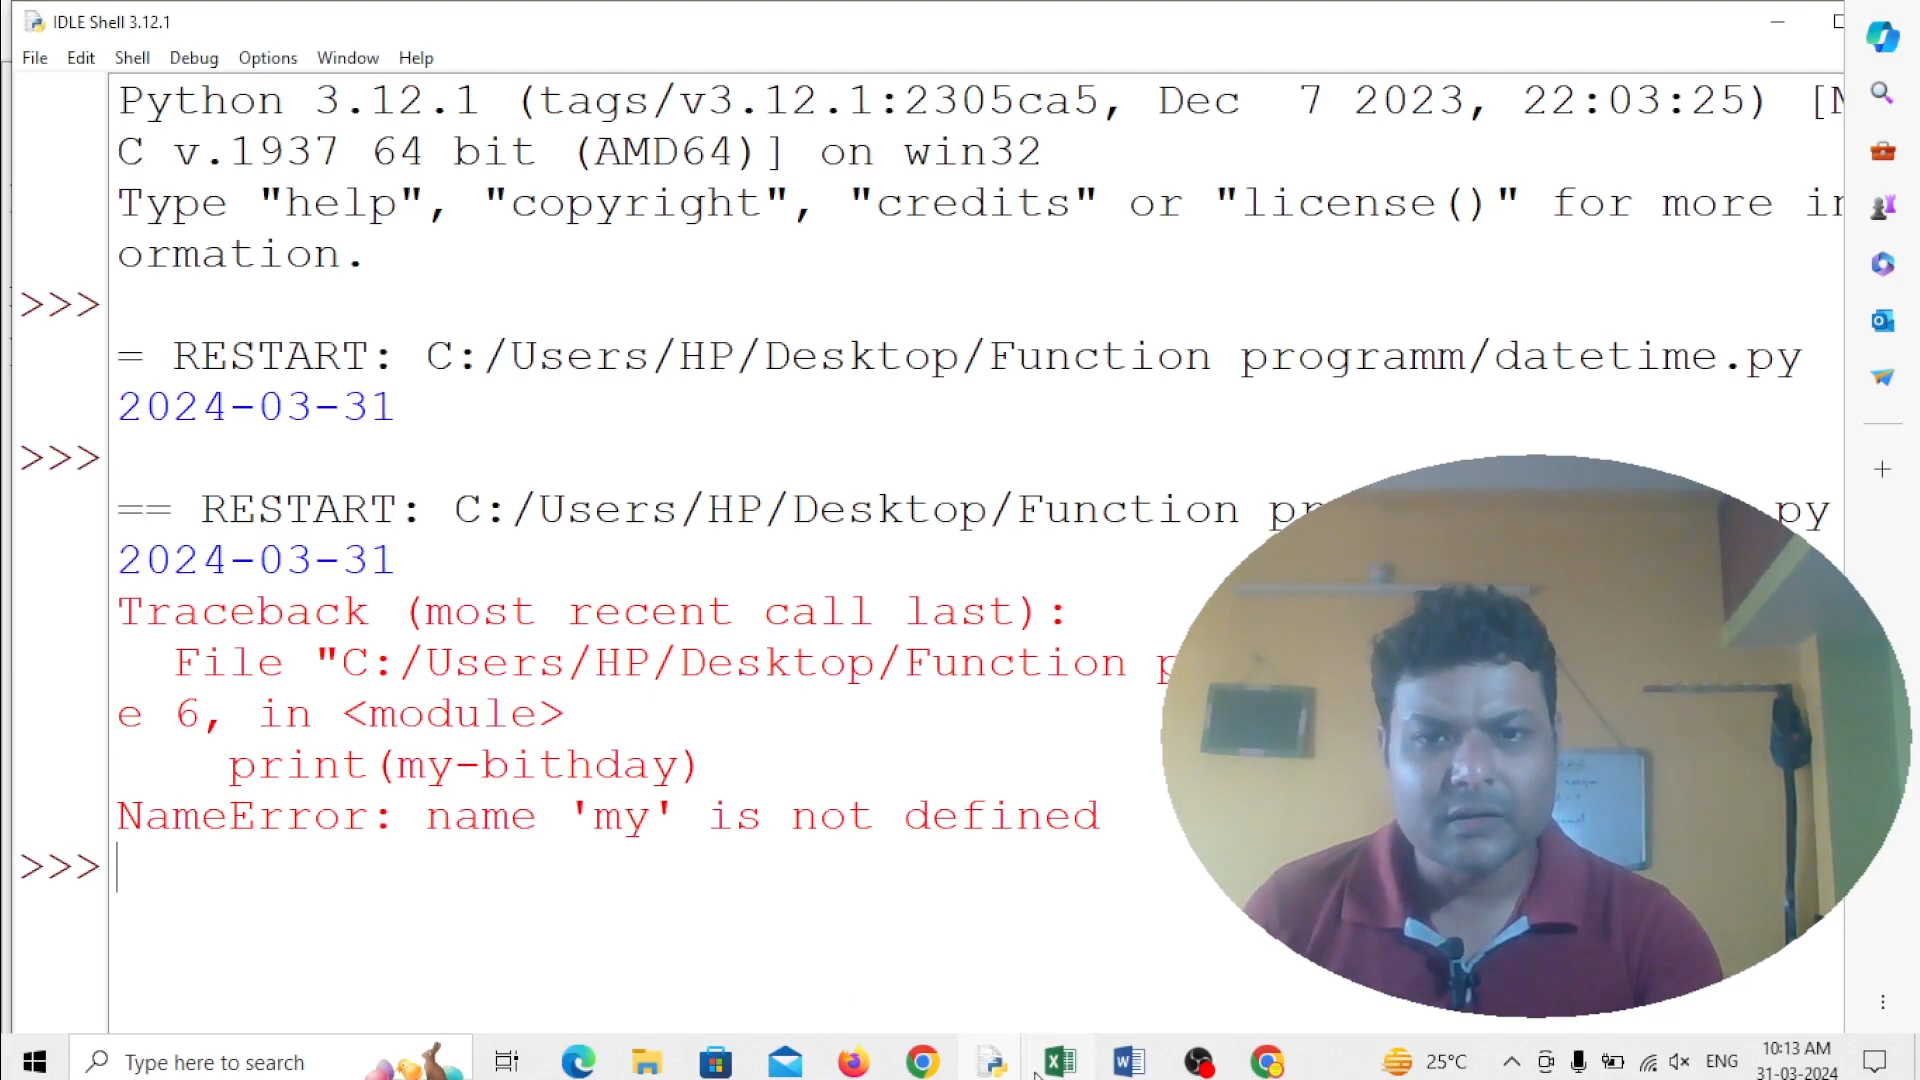 IDLE Shell 3.12.1
File Edit Shell Debug Options Window Help
Python 3.12.1 (tags/v3.12.1:2305ca5, Dec  7 2023, 22:03:25) [M
C v.1937 64 bit (AMD64)] on win32
Type "help", "copyright", "credits" or "license()" for more in
ormation.
>>>
= RESTART: C:/Users/HP/Desktop/Function programm/datetime.py
2024-03-31
>>>
== RESTART: C:/Users/HP/Desktop/Function pr py
2024-03-31
Traceback (most recent call last):
  File "C:/Users/HP/Desktop/Function p
e 6, in <module>
    print(my-bithday)
NameError: name 'my' is not defined
>>>
Type here to search
25°C
ENG
10:13 AM
31-03-2024